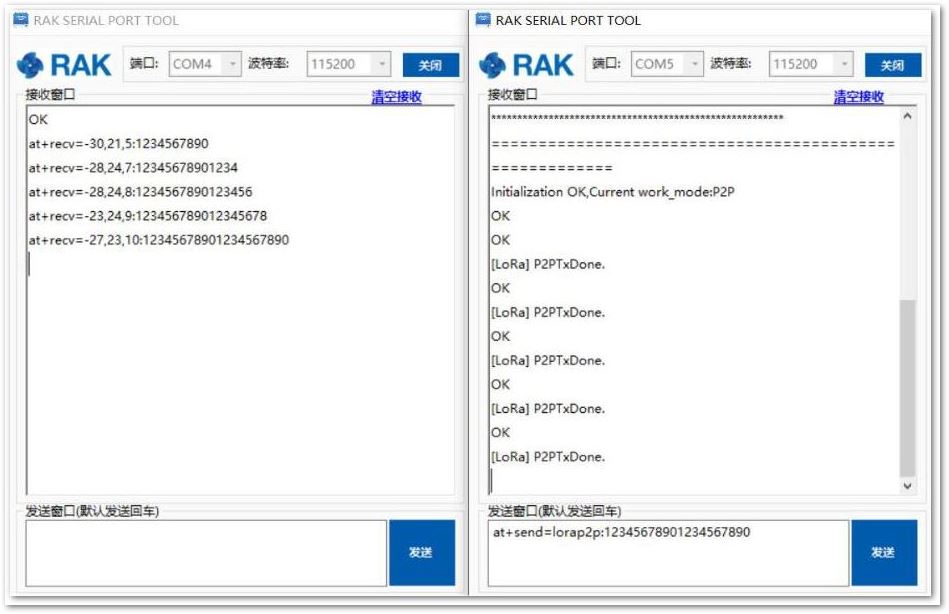 RAK SERIAL PORT TOOL
RAK 端口: COM4 波特率: 115200 关闭
接收窗口 清空接收
OK
at+recv=-30,21,5:1234567890
at+recv=-28,24,7:12345678901234
at+recv=-28,24,8:1234567890123456
at+recv=-23,24,9:123456789012345678
at+recv=-27,23,10:12345678901234567890
发送窗口(默认发送回车)
发送
RAK SERIAL PORT TOOL
RAK 端口: COM5 波特率: 115200 关闭
接收窗口 清空接收
********************************************************
===========================================
=============
Initialization OK,Current work_mode:P2P
OK
OK
[LoRa] P2PTxDone.
OK
[LoRa] P2PTxDone.
OK
[LoRa] P2PTxDone.
OK
[LoRa] P2PTxDone.
OK
[LoRa] P2PTxDone.
发送窗口(默认发送回车)
at+send=lorap2p:12345678901234567890
发送